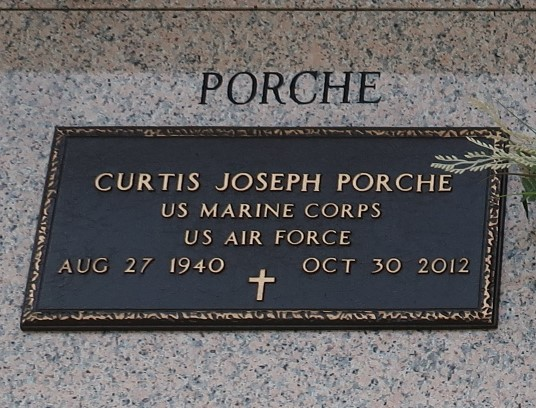 PORCHE
CURTIS JOSEPH PORCHE
US MARINE CORPS
US AIR FORCE
AUG 27 1940 OCT 30 2012